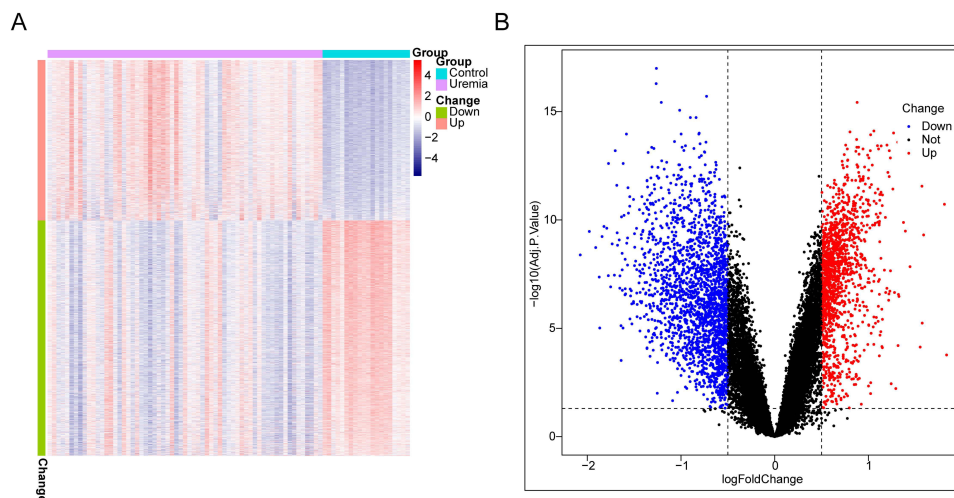 A
Group
4
2
0
−2
−4
Group
Control
Uremia
Change
Down
Up
Change
B
−log10(Adj.P.Value)
15
10
5
0
−2
−1
0
1
logFoldChange
Change
Down
Not
Up